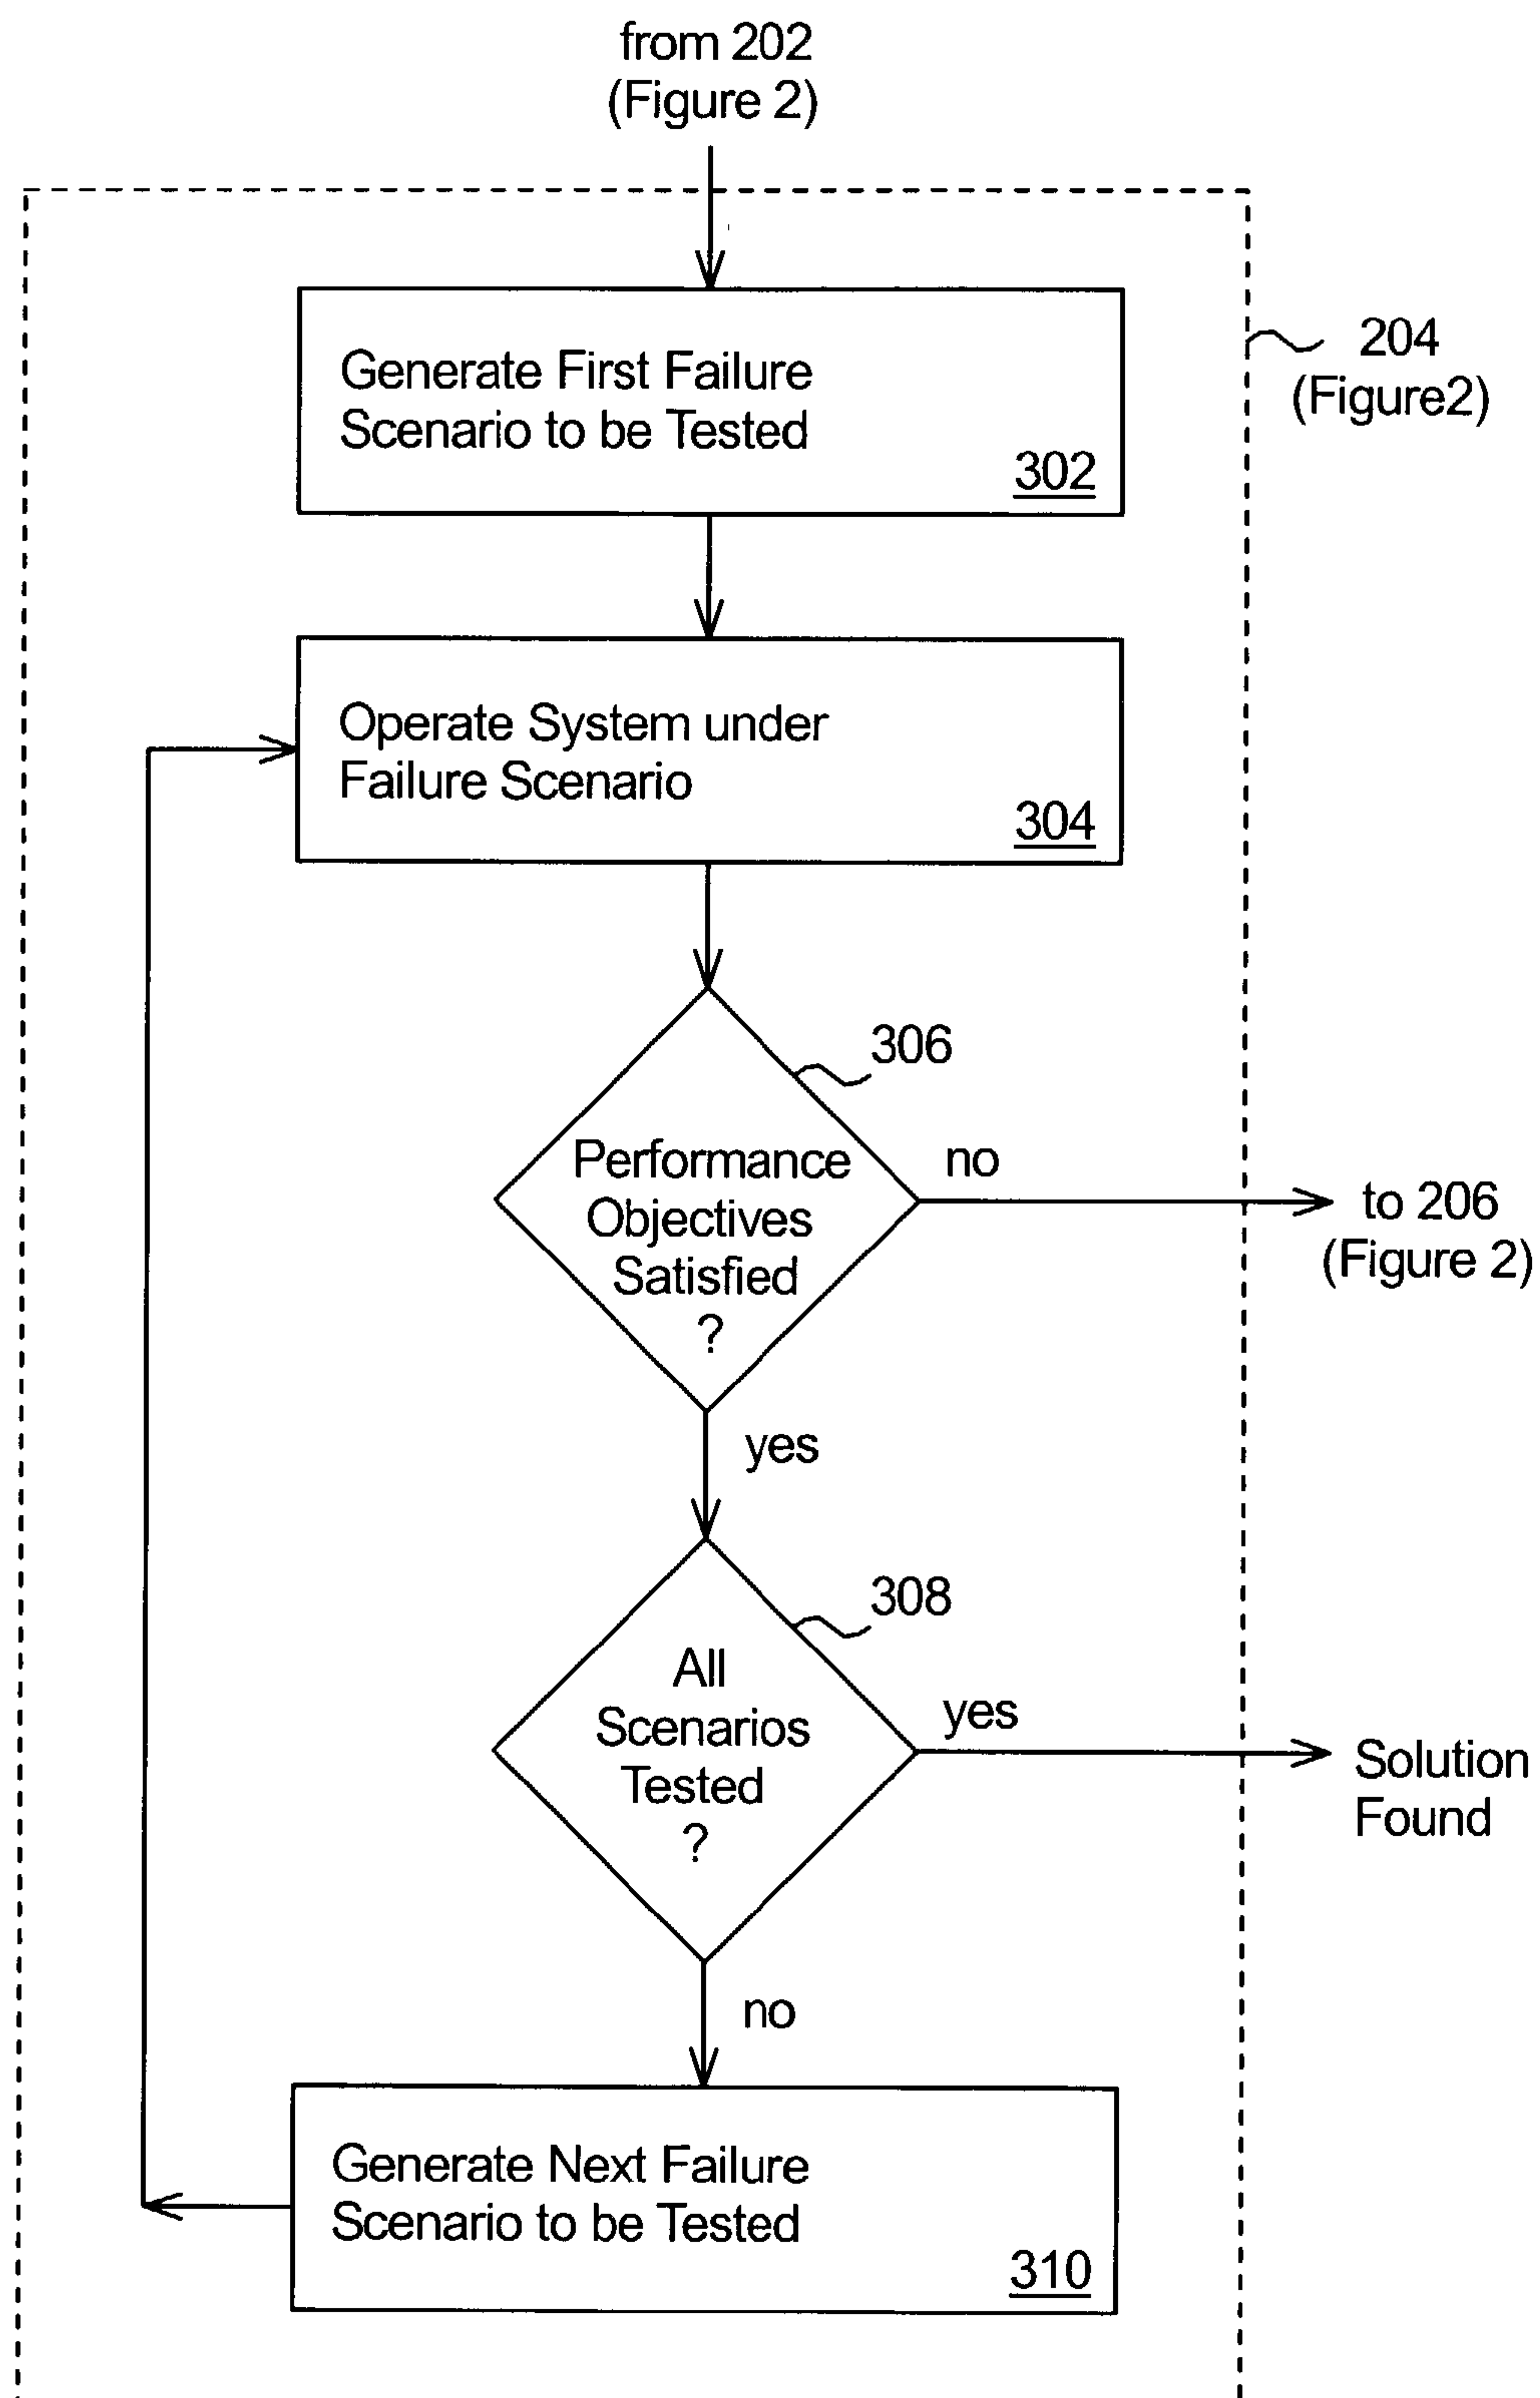 from 202
(Figure 2)
Generate First Failure
Scenario to be Tested
302
204
(Figure2)
Operate System under
Failure Scenario
304
306
Performance
Objectives
Satisfied
?
no
to 206
(Figure 2)
yes
308
All
Scenarios
Tested
?
yes
Solution
Found
no
Generate Next Failure
Scenario to be Tested
310